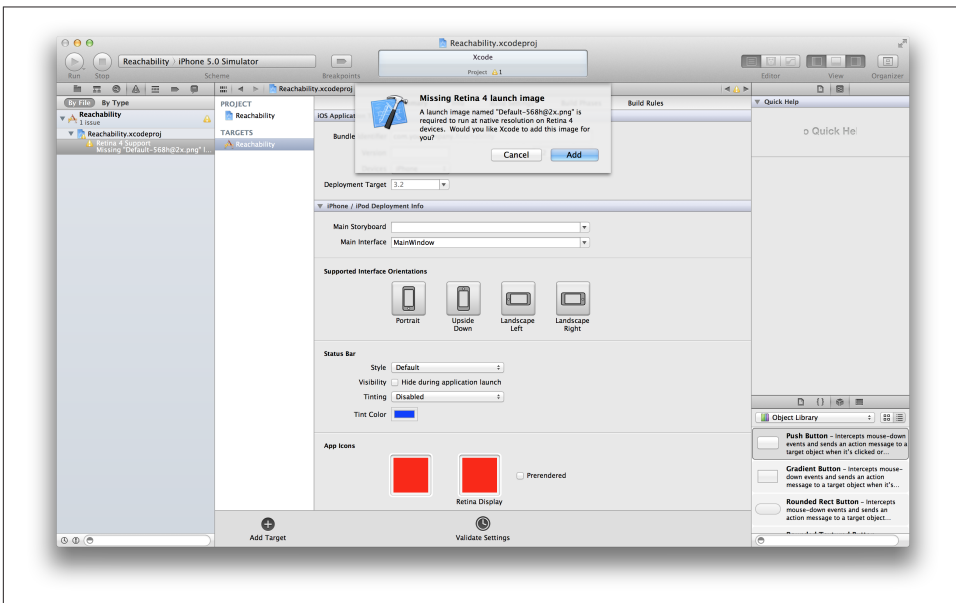 Reachability.xcodeproj
Reachability iPhone 5.0 Simulator
Xcode
Project 1
Run Stop Scheme Breakpoints Editor View Organizer
Reachability.xcodeproj
By File By Type
Reachability
1 issue
Reachability.xcodeproj
Retina 4 Support
Missing "Default-568h@2x.png" l...
PROJECT
Reachability
TARGETS
Reachability
Build Rules
Missing Retina 4 launch image
A launch image named "Default-568h@2x.png" is
required to run at native resolution on Retina 4
devices. Would you like Xcode to add this image for
you?
Cancel Add
iOS Applicat
Bundle
Deployment Target 3.2
iPhone / iPod Deployment Info
Main Storyboard
Main Interface MainWindow
Supported Interface Orientations
Portrait
Upside
Down
Landscape
Left
Landscape
Right
Status Bar
Style Default
Visibility Hide during application launch
Tinting Disabled
Tint Color
App Icons
Prerendered
Retina Display
Add Target
Validate Settings
Quick Help
o Quick Hel
Object Library
Push Button - Intercepts mouse-down
events and sends an action message to a
target object when it's clicked or...
Gradient Button - Intercepts mouse-
down events and sends an action
message to a target object when it's...
Rounded Rect Button - Intercepts
mouse-down events and sends an
action message to a target object...